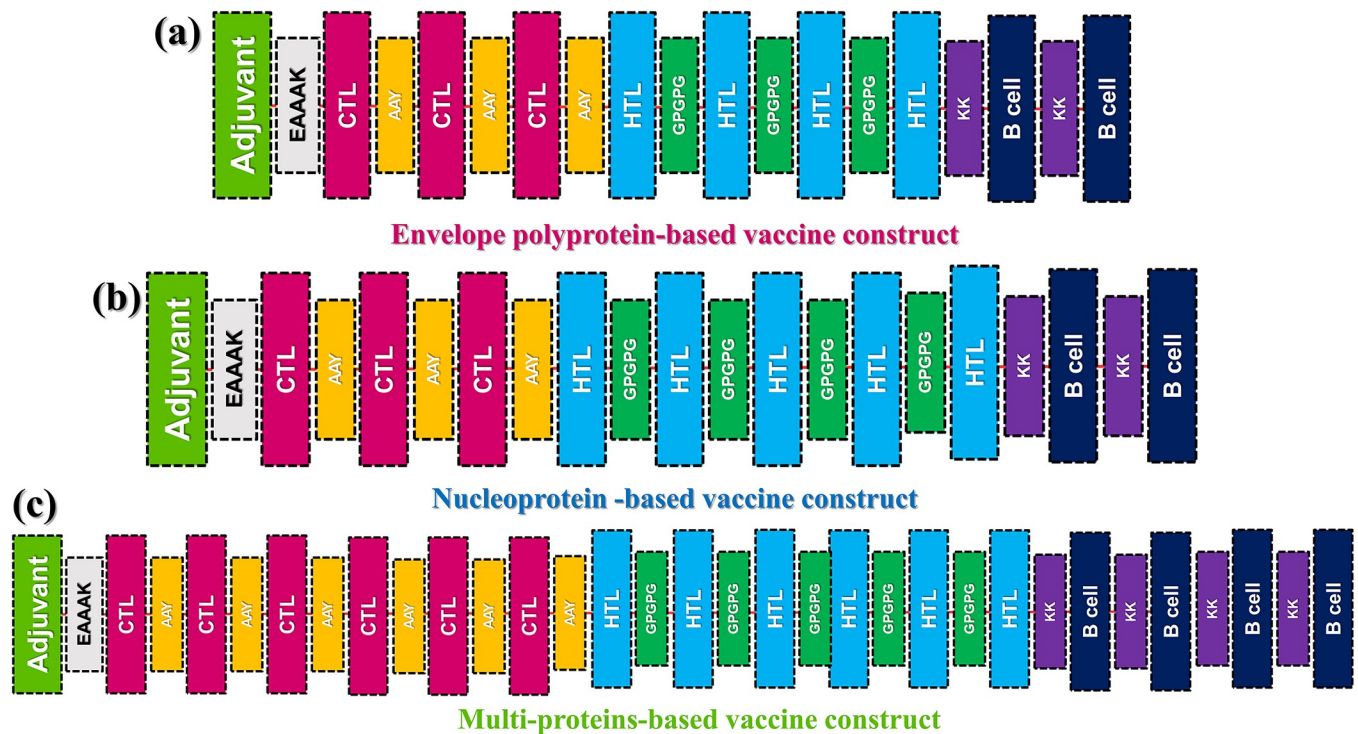 (a) Adjuvant EAAAK CTL AAY CTL AAY CTL AAY HTL GPGPG HTL GPGPG HTL GPGPG HTL KK B cell KK B cell
Envelope polyprotein-based vaccine construct
(b) Adjuvant EAAAK CTL AAY CTL AAY CTL AAY HTL GPGPG HTL GPGPG HTL GPGPG HTL GPGPG HTL KK B cell KK B cell
Nucleoprotein -based vaccine construct
(c) Adjuvant EAAAK CTL AAY CTL AAY CTL AAY CTL AAY CTL AAY CTL AAY HTL GPGPG HTL GPGPG HTL GPGPG HTL GPGPG HTL GPGPG HTL KK B cell KK B cell KK B cell KK B cell
Multi-proteins-based vaccine construct